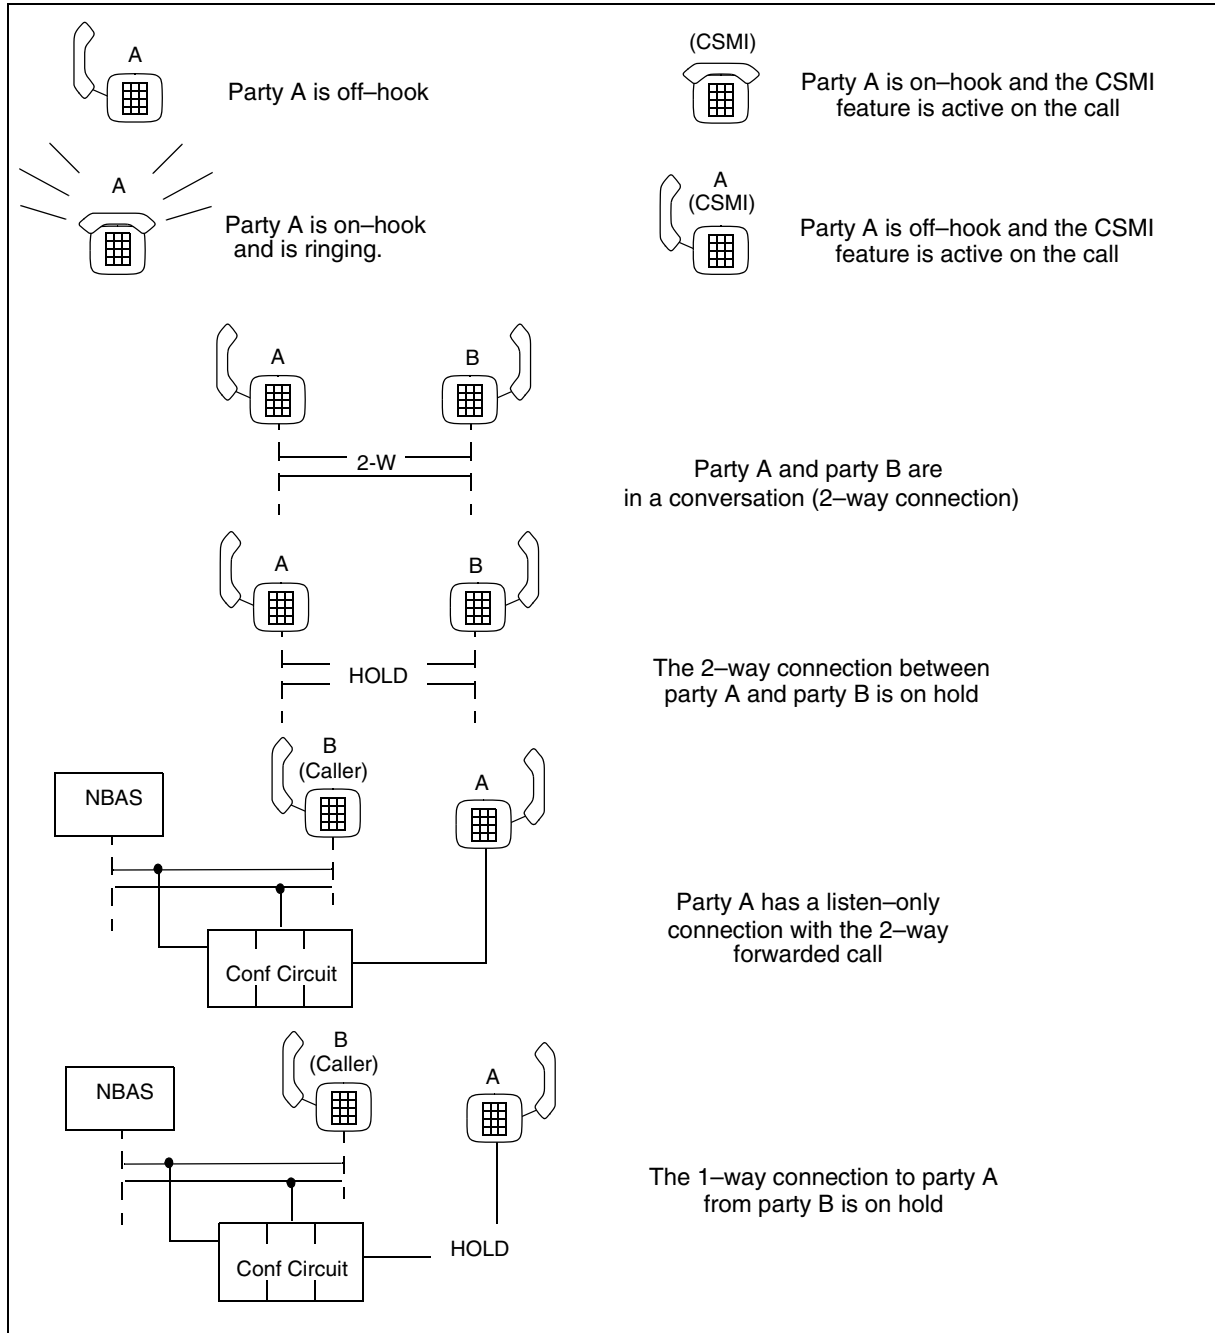 A
Party A is off–hook
(CSMI)
Party A is on–hook and the CSMI
feature is active on the call
A
Party A is on–hook
and is ringing.
A
(CSMI)
Party A is off–hook and the CSMI
feature is active on the call
A
B
2-W
Party A and party B are
in a conversation (2–way connection)
A
B
HOLD
The 2–way connection between
party A and party B is on hold
NBAS
B
(Caller)
A
Conf Circuit
Party A has a listen–only
connection with the 2–way
forwarded call
NBAS
B
(Caller)
A
Conf Circuit
HOLD
The 1–way connection to party A
from party B is on hold